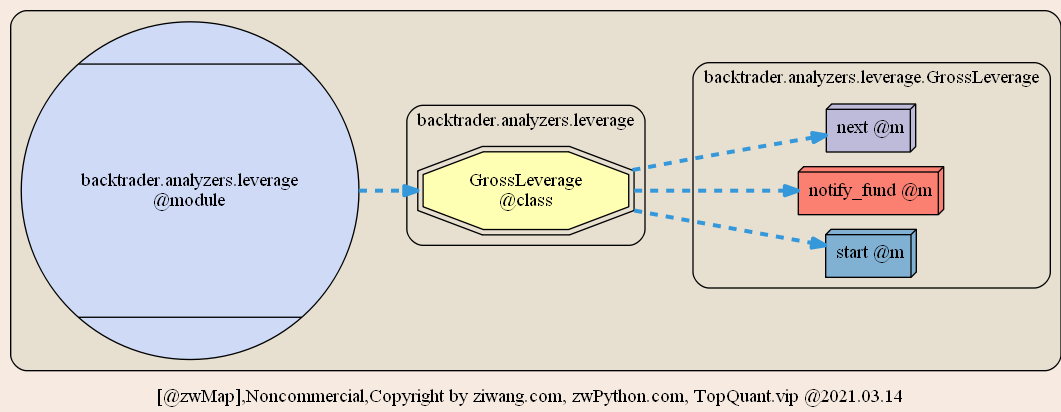 backtrader.analyzers.leverage
@module
backtrader.analyzers.leverage
GrossLeverage
@class
backtrader.analyzers.leverage.GrossLeverage
next @m
notify_fund @m
start @m
[@zwMap],Noncommercial,Copyright by ziwang.com, zwPython.com, TopQuant.vip @2021.03.14